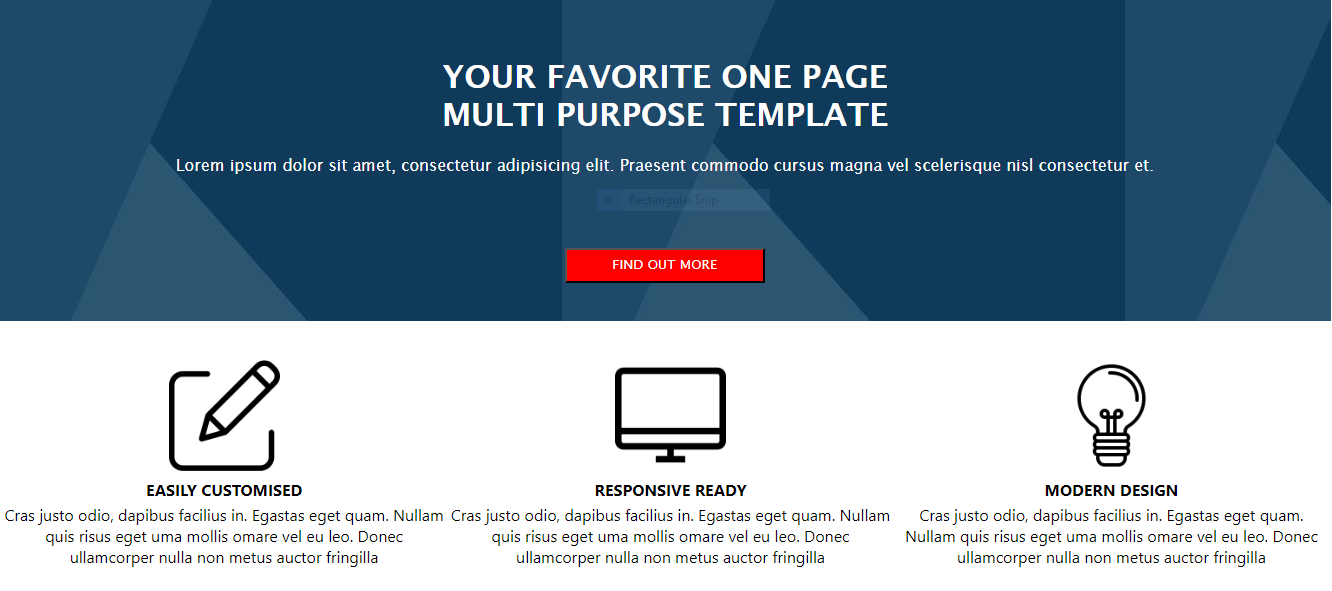 YOUR FAVORITE ONE PAGE
MULTI PURPOSE TEMPLATE
Lorem ipsum dolor sit amet, consectetur adipisicing elit. Praesent commodo cursus magna vel scelerisque nisl consectetur et.
Rectangular Snip
FIND OUT MORE
EASILY CUSTOMISED
Cras justo odio, dapibus facilius in. Egastas eget quam. Nullam
quis risus eget uma mollis omare vel eu leo. Donec
ullamcorper nulla non metus auctor fringilla
RESPONSIVE READY
Cras justo odio, dapibus facilius in. Egastas eget quam. Nullam
quis risus eget uma mollis omare vel eu leo. Donec
ullamcorper nulla non metus auctor fringilla
MODERN DESIGN
Cras justo odio, dapibus facilius in. Egastas eget quam.
Nullam quis risus eget uma mollis omare vel eu leo. Donec
ullamcorper nulla non metus auctor fringilla